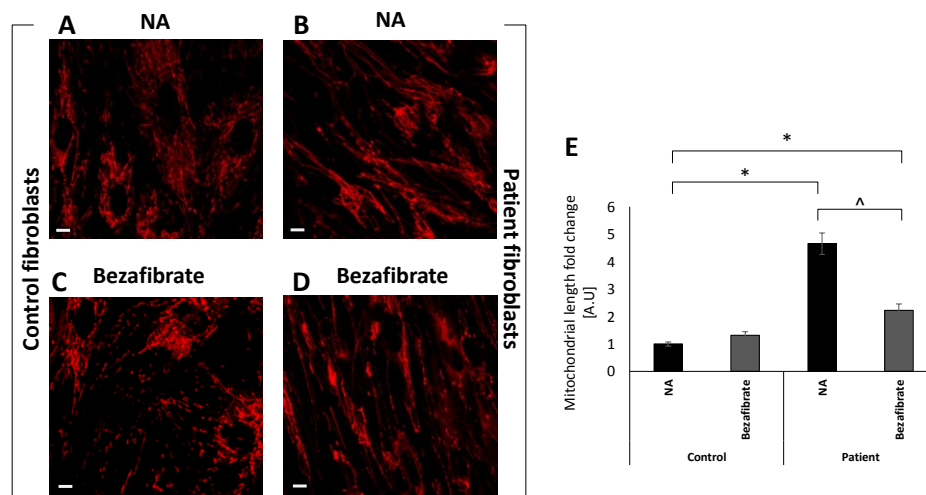 A NA
B NA
Control fibroblasts
Patient fibroblasts
C Bezafibrate
D Bezafibrate
E
*
*
^
Mitochondrial length fold change
[A.U]
6
5
4
3
2
1
0
NA
Bezafibrate
NA
Bezafibrate
Control
Patient